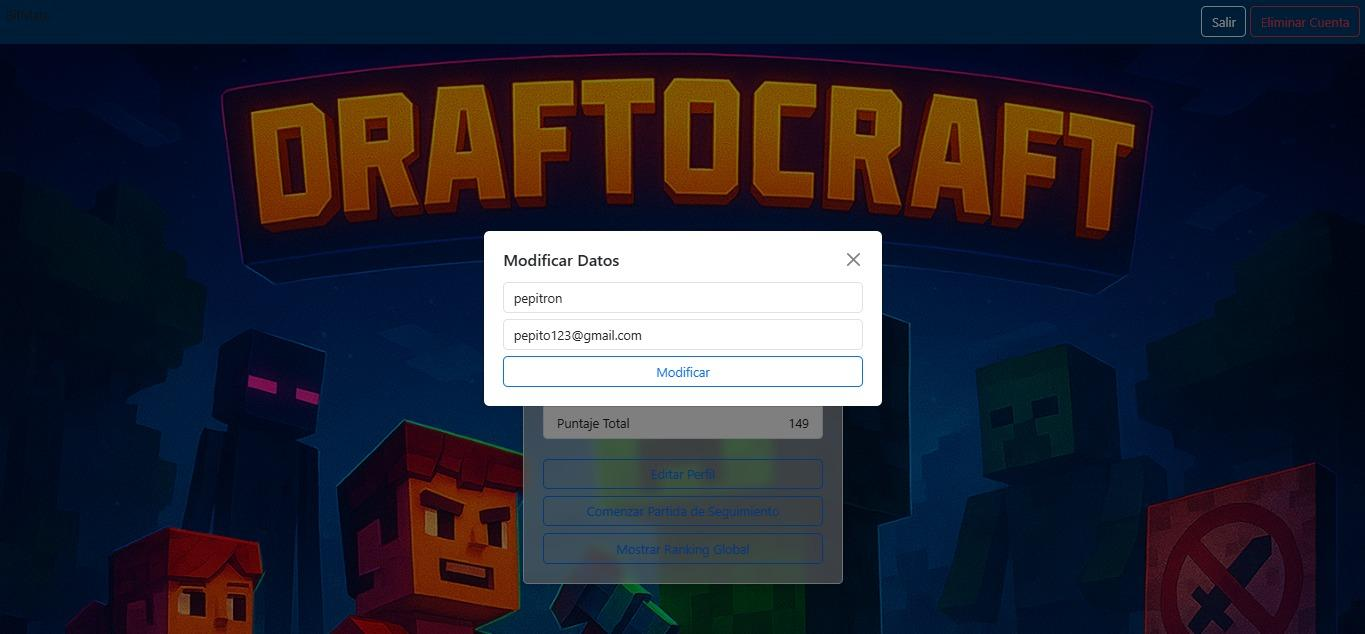 BitMate
Salir
Eliminar Cuenta
DRAFTOCRAFT
Modificar Datos
pepitron
pepito123@gmail.com
Modificar
Puntaje Total 149
Editar Perfil
Comenzar Partida de Seguimiento
Mostrar Ranking Global